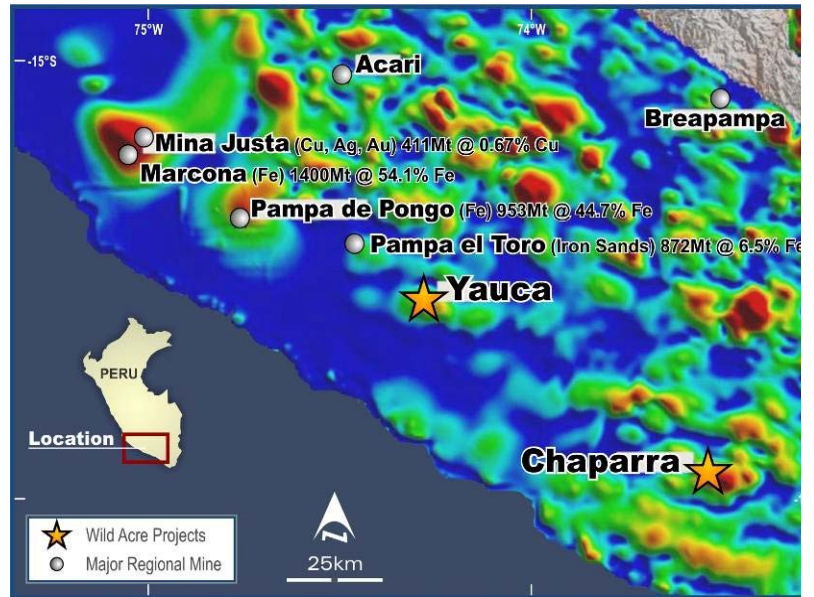 75°W
74°W
-15°S
Acari
Breapampa
Mina Justa (Cu, Ag, Au) 411Mt @ 0.67% Cu
Marcona (Fe) 1400Mt @ 54.1% Fe
Pampa de Pongo (Fe) 953Mt @ 44.7% Fe
Pampa el Toro (Iron Sands) 872Mt @ 6.5% Fe
Yauca
PERU
Location
Chaparra
Wild Acre Projects
Major Regional Mine
N
25km